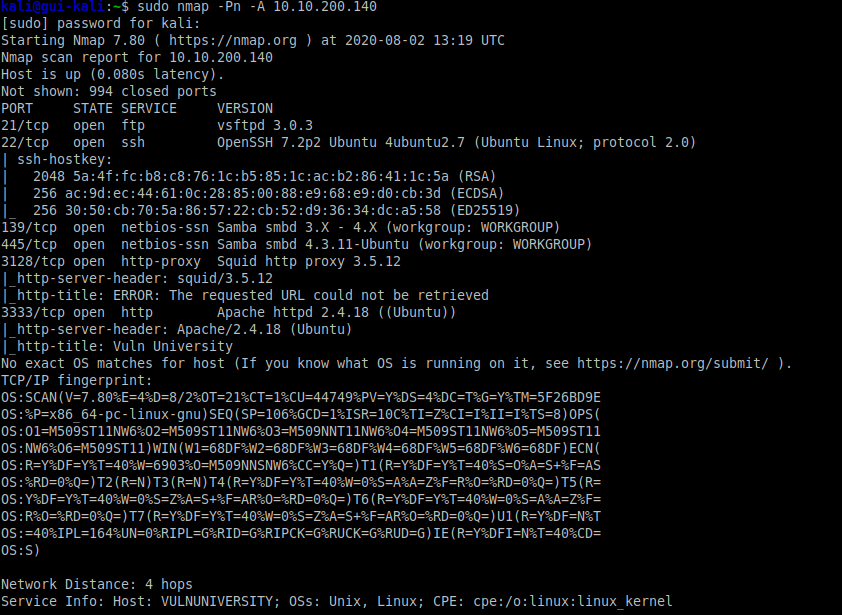 kali@gui-kali:~$ sudo nmap -Pn -A 10.10.200.140
[sudo] password for kali:
Starting Nmap 7.80 ( https://nmap.org ) at 2020-08-02 13:19 UTC
Nmap scan report for 10.10.200.140
Host is up (0.080s latency).
Not shown: 994 closed ports
PORT     STATE SERVICE     VERSION
21/tcp   open  ftp         vsftpd 3.0.3
22/tcp   open  ssh         OpenSSH 7.2p2 Ubuntu 4ubuntu2.7 (Ubuntu Linux; protocol 2.0)
| ssh-hostkey:
|   2048 5a:4f:fc:b8:c8:76:1c:b5:85:1c:ac:b2:86:41:1c:5a (RSA)
|   256 ac:9d:ec:44:61:0c:28:85:00:88:e9:68:e9:d0:cb:3d (ECDSA)
|_  256 30:50:cb:70:5a:86:57:22:cb:52:d9:36:34:dc:a5:58 (ED25519)
139/tcp  open  netbios-ssn Samba smbd 3.X - 4.X (workgroup: WORKGROUP)
445/tcp  open  netbios-ssn Samba smbd 4.3.11-Ubuntu (workgroup: WORKGROUP)
3128/tcp open  http-proxy  Squid http proxy 3.5.12
|_http-server-header: squid/3.5.12
|_http-title: ERROR: The requested URL could not be retrieved
3333/tcp open  http        Apache httpd 2.4.18 ((Ubuntu))
|_http-server-header: Apache/2.4.18 (Ubuntu)
|_http-title: Vuln University
No exact OS matches for host (If you know what OS is running on it, see https://nmap.org/submit/ ).
TCP/IP fingerprint:
OS:SCAN(V=7.80%E=4%D=8/2%OT=21%CT=1%CU=44749%PV=Y%DS=4%DC=T%G=Y%TM=5F26BD9E
OS:%P=x86_64-pc-linux-gnu)SEQ(SP=106%GCD=1%ISR=10C%TI=Z%CI=I%II=I%TS=8)OPS(
OS:O1=M509ST11NW6%O2=M509ST11NW6%O3=M509NNT11NW6%O4=M509ST11NW6%O5=M509ST11
OS:NW6%O6=M509ST11)WIN(W1=68DF%W2=68DF%W3=68DF%W4=68DF%W5=68DF%W6=68DF)ECN(
OS:R=Y%DF=Y%T=40%W=6903%O=M509NNSNW6%CC=Y%Q=)T1(R=Y%DF=Y%T=40%S=O%A=S+%F=AS
OS:%RD=0%Q=)T2(R=N)T3(R=N)T4(R=Y%DF=Y%T=40%W=0%S=A%A=Z%F=R%O=%RD=0%Q=)T5(R=
OS:Y%DF=Y%T=40%W=0%S=Z%A=S+%F=AR%O=%RD=0%Q=)T6(R=Y%DF=Y%T=40%W=0%S=A%A=Z%F=
OS:R%O=%RD=0%Q=)T7(R=Y%DF=Y%T=40%W=0%S=Z%A=S+%F=AR%O=%RD=0%Q=)U1(R=Y%DF=N%T
OS:=40%IPL=164%UN=0%RIPL=G%RID=G%RIPCK=G%RUCK=G%RUD=G)IE(R=Y%DFI=N%T=40%CD=
OS:S)
Network Distance: 4 hops
Service Info: Host: VULNUNIVERSITY; OSs: Unix, Linux; CPE: cpe:/o:linux:linux_kernel